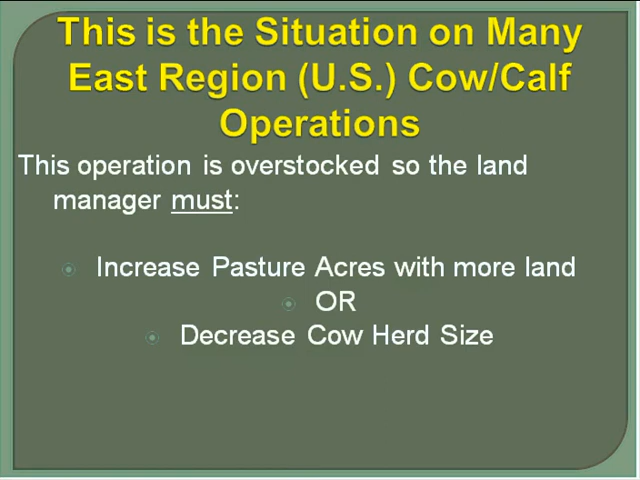 This is the Situation on Many
East Region (U.S.) Cow/Calf
Operations
This operation is overstocked so the land
manager must:
Increase Pasture Acres with more land
OR
Decrease Cow Herd Size